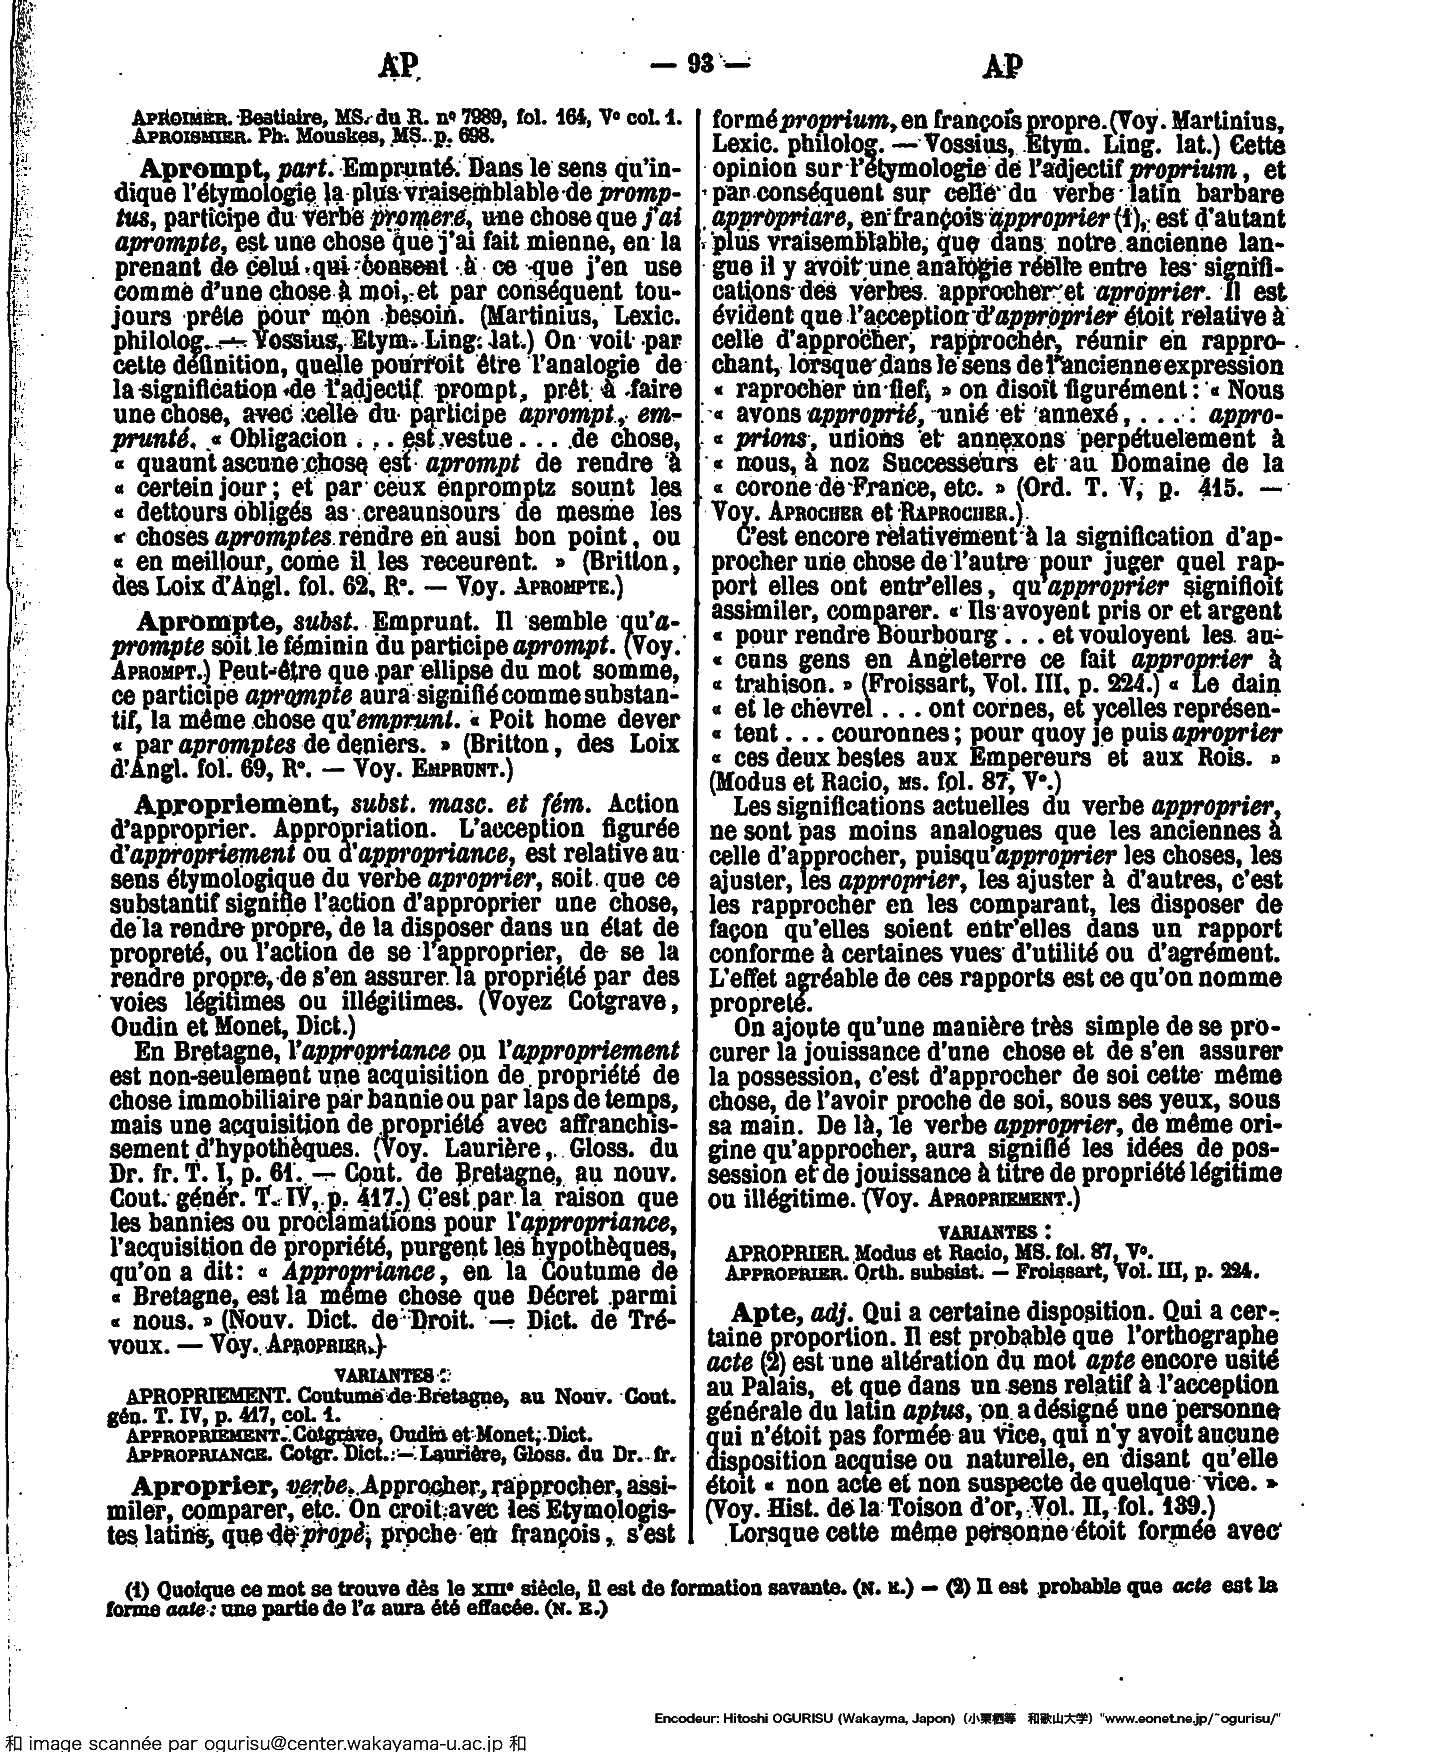 AP — 93 — AP
APROIMER. Bestiaire, MS. du R. nº 7989, fol. 164, Vº col. 1.
APROISMIER. Ph. Mouskes, MS. p. 698.
Aprompt, part. Emprunté. Dans le sens qu'in-
dique l'étymologie la plus vraisemblable de promp-
tus, participe du verbe promere, une chose que j'ai
aprompte, est une chose que j'ai fait mienne, en la
prenant de celui qui consent à ce que j'en use
comme d'une chose à moi, et par conséquent tou-
jours prête pour mon besoin. (Martinius, Lexic.
philolog. — Vossius, Etym. Ling. lat.) On voit par
cette définition, quelle pourroit être l'analogie de
la signification de l'adjectif prompt, prêt à faire
une chose, avec celle du participe aprompt, em-
prunté. « Obligacion ... est vestue ... de chose,
« quaunt ascune chose est aprompt de rendre à
« certein jour ; et par ceux enpromptz sount les
« dettours obligés as creaunsours de mesme les
« choses apromptes rendre en ausi bon point, ou
« en meillour, come il les receurent. » (Britton,
des Loix d'Angl. fol. 62, Rº. — Voy. APROMPTE.)
Aprompte, subst. Emprunt. Il semble qu'a-
prompte soit le féminin du participe aprompt. (Voy.
APROMPT.) Peut-être que par ellipse du mot somme,
ce participe aprompte aura signifié comme substan-
tif, la même chose qu'emprunt. « Poit home dever
« par apromptes de deniers. » (Britton, des Loix
d'Angl. fol. 69, Rº. — Voy. EMPRUNT.)
Apropriement, subst. masc. et fém. Action
d'approprier. Appropriation. L'acception figurée
d'appropriement ou d'appropriance, est relative au
sens étymologique du verbe aproprier, soit que ce
substantif signifie l'action d'approprier une chose,
de la rendre propre, de la disposer dans un état de
propreté, ou l'action de se l'approprier, de se la
rendre propre, de s'en assurer la propriété par des
voies légitimes ou illégitimes. (Voyez Cotgrave,
Oudin et Monet, Dict.)
En Bretagne, l'appropriance ou l'appropriement
est non-seulement une acquisition de propriété de
chose immobiliaire par bannie ou par laps de temps,
mais une acquisition de propriété avec affranchis-
sement d'hypothèques. (Voy. Laurière, Gloss. du
Dr. fr. T. I, p. 61. — Cout. de Bretagne, au nouv.
Cout. génér. T. IV, p. 417.) C'est par la raison que
les bannies ou proclamations pour l'appropriance,
l'acquisition de propriété, purgent les hypothèques,
qu'on a dit : « Appropriance, en la Coutume de
« Bretagne, est la même chose que Décret parmi
« nous. » (Nouv. Dict. de Droit. — Dict. de Tré-
voux. — Voy. APROPRIER.)
VARIANTES :
APROPRIEMENT. Coutume de Bretagne, au Nouv. Cout.
gén. T. IV, p. 417, col. 1.
APPROPRIEMENT. Cotgrave, Oudin et Monet, Dict.
APPROPRIANCE. Cotgr. Dict. — Laurière, Gloss. du Dr. fr.
Aproprier, verbe. Approcher, rapprocher, assi-
miler, comparer, etc. On croit avec les Etymologis-
tes latins, que de propè, proche en françois, s'est
formé proprium, en françois propre. (Voy. Martinius,
Lexic. philolog. — Vossius, Etym. Ling. lat.) Cette
opinion sur l'étymologie de l'adjectif proprium, et
par conséquent sur celle du verbe latin barbare
appropriare, en françois approprier (1), est d'autant
plus vraisemblable, que dans notre ancienne lan-
gue il y avoit une analogie réelle entre les signifi-
cations des verbes approcher et aproprier. Il est
évident que l'acception d'approprier étoit relative à
celle d'approcher, rapprocher, réunir en rappro-
chant, lorsque dans le sens de l'ancienne expression
« raprocher un fief, » on disoit figurément : « Nous
« avons approprié, unié et annexé, .... appro-
« prions, unions et annexons perpétuelement à
« nous, à noz Successeurs et au Domaine de la
« corone de France, etc. » (Ord. T. V, p. 415. —
Voy. APROCHER et RAPROCHER.)
C'est encore relativement à la signification d'ap-
procher une chose de l'autre pour juger quel rap-
port elles ont entr'elles, qu'approprier signifioit
assimiler, comparer. « Ils avoyent pris or et argent
« pour rendre Bourbourg ... et vouloyent les au-
« cuns gens en Angleterre ce fait approprier à
« trahison. » (Froissart, Vol. III, p. 224.) « Le dain
« et le chevrel ... ont cornes, et ycelles représen-
« tent ... couronnes ; pour quoy je puis aproprier
« ces deux bestes aux Empereurs et aux Rois. »
(Modus et Racio, MS. fol. 87, Vº.)
Les significations actuelles du verbe approprier,
ne sont pas moins analogues que les anciennes à
celle d'approcher, puisqu'approprier les choses, les
ajuster, les approprier, les ajuster à d'autres, c'est
les rapprocher en les comparant, les disposer de
façon qu'elles soient entr'elles dans un rapport
conforme à certaines vues d'utilité ou d'agrément.
L'effet agréable de ces rapports est ce qu'on nomme
propreté.
On ajoute qu'une manière très simple de se pro-
curer la jouissance d'une chose et de s'en assurer
la possession, c'est d'approcher de soi cette même
chose, de l'avoir proche de soi, sous ses yeux, sous
sa main. De là, le verbe approprier, de même ori-
gine qu'approcher, aura signifié les idées de pos-
session et de jouissance à titre de propriété légitime
ou illégitime. (Voy. APROPRIEMENT.)
VARIANTES :
APROPRIER. Modus et Racio, MS. fol. 87, Vº.
APPROPRIER. Orth. subsist. — Froissart, Vol. III, p. 224.
Apte, adj. Qui a certaine disposition. Qui a cer-
taine proportion. Il est probable que l'orthographe
acte (2) est une altération du mot apte encore usité
au Palais, et que dans un sens relatif à l'acception
générale du latin aptus, on a désigné une personne
qui n'étoit pas formée au vice, qui n'y avoit aucune
disposition acquise ou naturelle, en disant qu'elle
étoit « non acte et non suspecte de quelque vice. »
(Voy. Hist. de la Toison d'or, Vol. II, fol. 139.)
Lorsque cette même personne étoit formée avec
(1) Quoique ce mot se trouve dès le XIIIe siècle, il est de formation savante. (N. E.) — (2) Il est probable que acte est la
forme aate : une partie de l'a aura été effacée. (N. E.)
Encodeur: Hitoshi OGURISU (Wakayma, Japon) (小栗栖等 和歌山大学) "www.eonet.ne.jp/~ogurisu/"
和 image scannée par ogurisu@center.wakayama-u.ac.jp 和